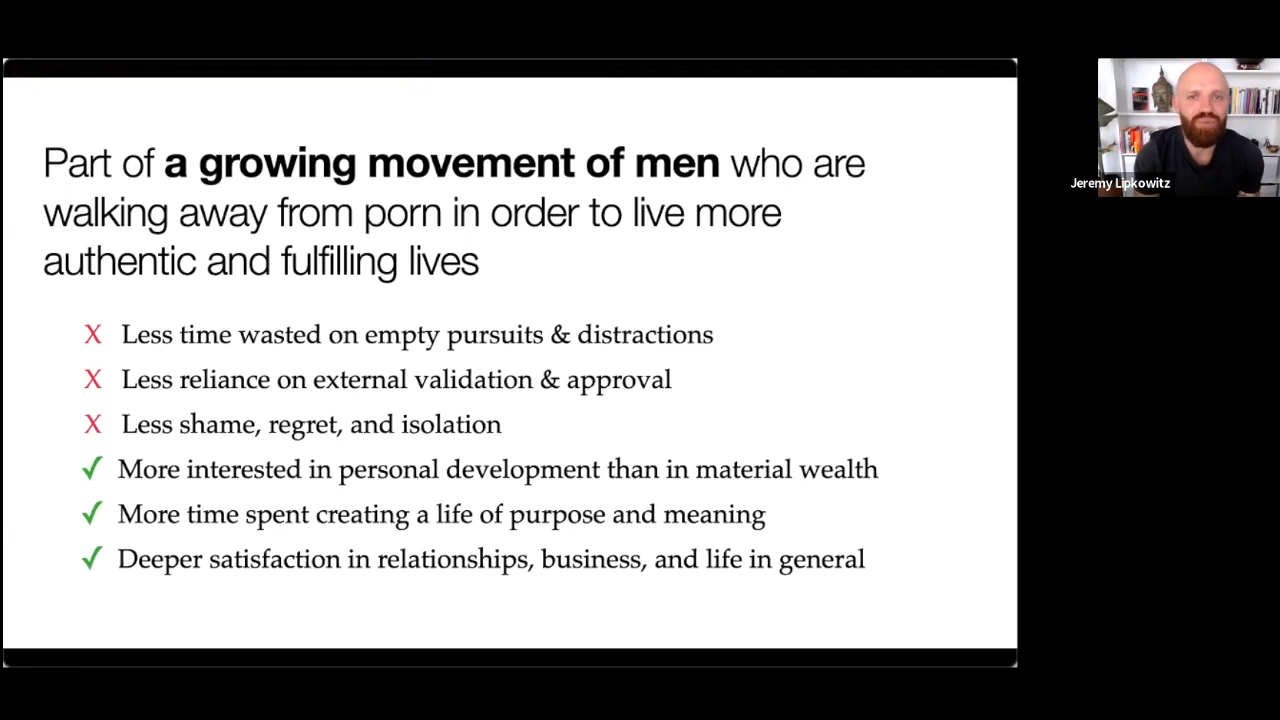 Part of a growing movement of men who are
walking away from porn in order to live more
authentic and fulfilling lives
X Less time wasted on empty pursuits & distractions
X Less reliance on external validation & approval
X Less shame, regret, and isolation
✓ More interested in personal development than in material wealth
✓ More time spent creating a life of purpose and meaning
✓ Deeper satisfaction in relationships, business, and life in general
Jeremy Lipkowitz